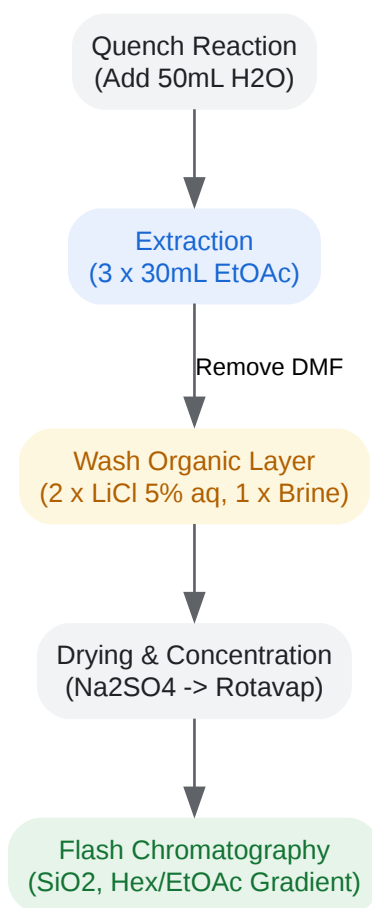 Quench Reaction
(Add 50mL H2O)
Extraction
(3 x 30mL EtOAc)
Remove DMF
Wash Organic Layer
(2 x LiCl 5% aq, 1 x Brine)
Drying & Concentration
(Na2SO4 -> Rotavap)
Flash Chromatography
(SiO2, Hex/EtOAc Gradient)